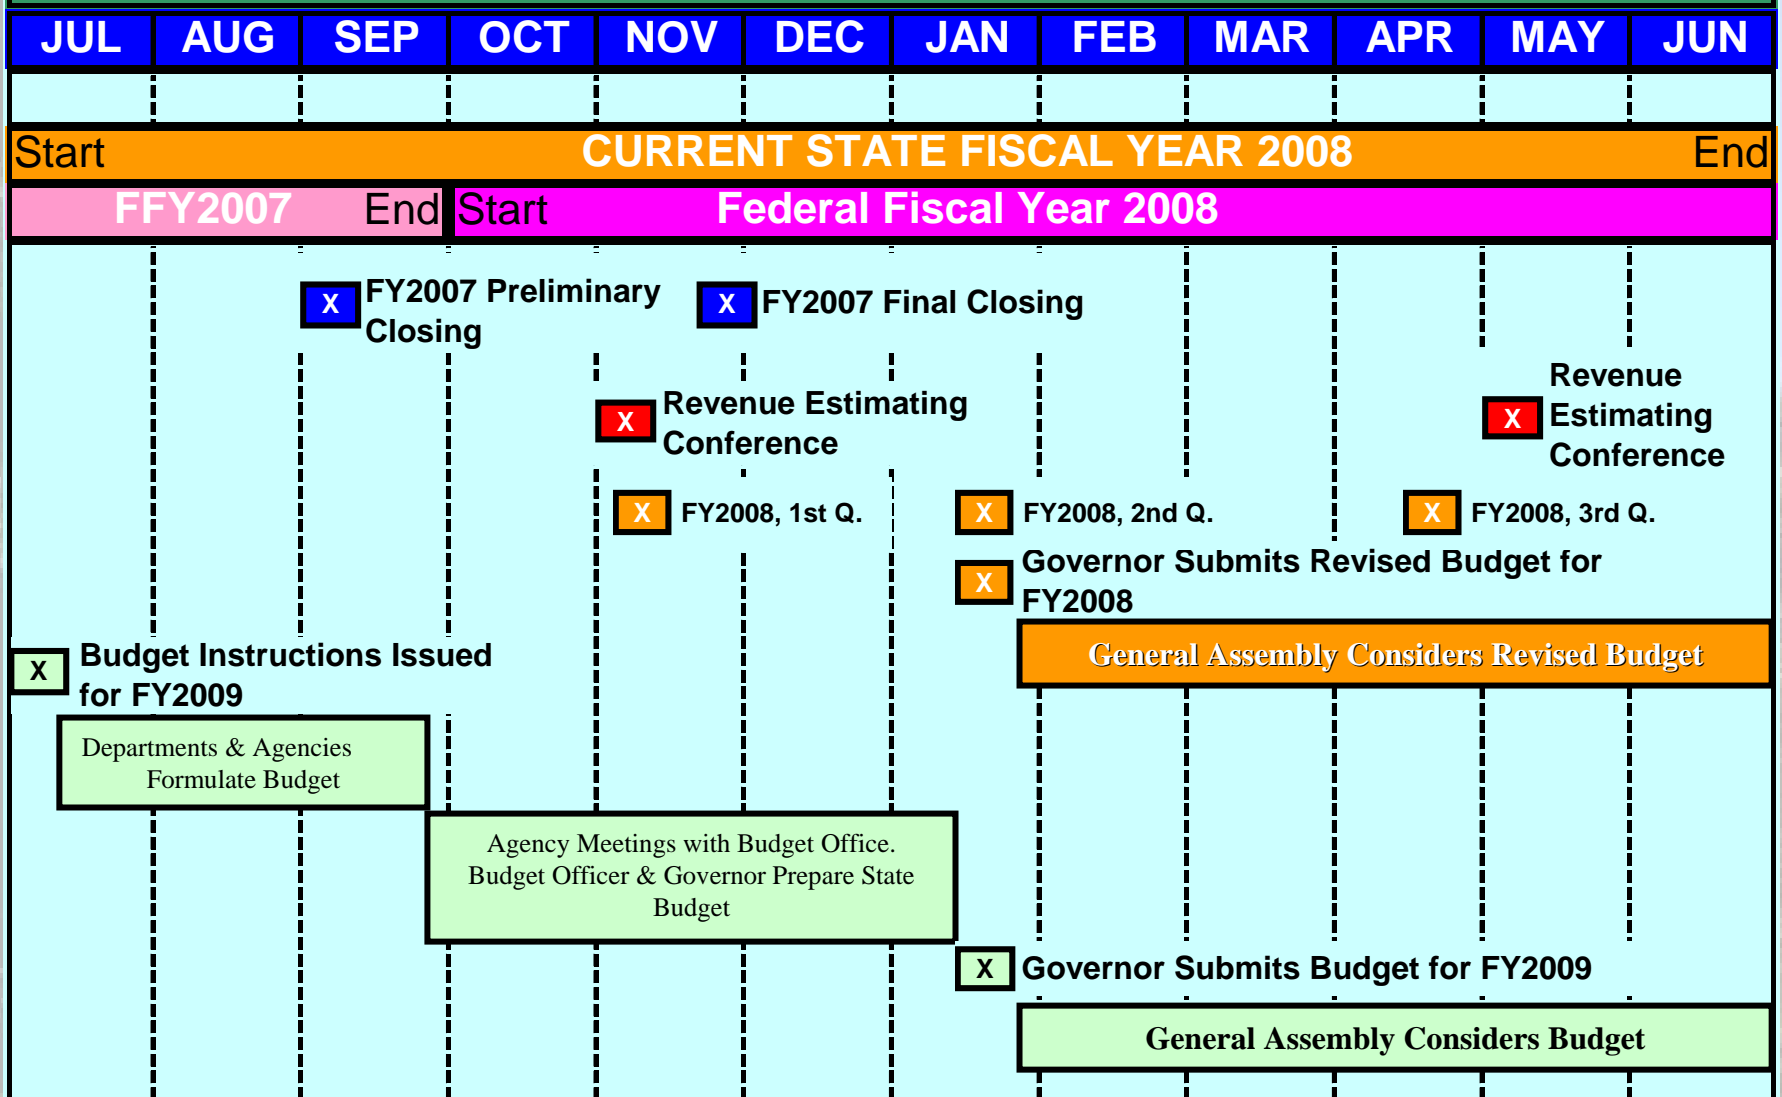 JUL AUG SEP OCT NOV DEC JAN FEB MAR APR MAY JUN
Start CURRENT STATE FISCAL YEAR 2008 End
FFY2007 End Start Federal Fiscal Year 2008
X FY2007 Preliminary
Closing
X FY2007 Final Closing
X Revenue Estimating
Conference
X Revenue
Estimating
Conference
X FY2008, 1st Q.
X FY2008, 2nd Q.
X FY2008, 3rd Q.
X Governor Submits Revised Budget for
FY2008
General Assembly Considers Revised Budget
X Budget Instructions Issued
for FY2009
Departments & Agencies
Formulate Budget
Agency Meetings with Budget Office.
Budget Officer & Governor Prepare State
Budget
X Governor Submits Budget for FY2009
General Assembly Considers Budget